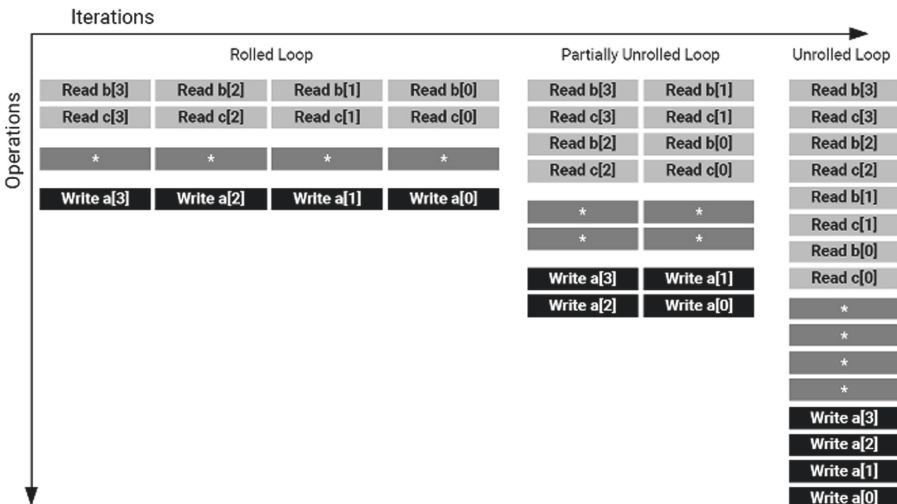 Iterations
Operations
Rolled Loop
Read b[3] Read b[2] Read b[1] Read b[0]
Read c[3] Read c[2] Read c[1] Read c[0]
* * * *
Write a[3] Write a[2] Write a[1] Write a[0]
Partially Unrolled Loop
Read b[3] Read b[1]
Read c[3] Read c[1]
Read b[2] Read b[0]
Read c[2] Read c[0]
* *
* *
Write a[3] Write a[1]
Write a[2] Write a[0]
Unrolled Loop
Read b[3]
Read c[3]
Read b[2]
Read c[2]
Read b[1]
Read c[1]
Read b[0]
Read c[0]
*
*
*
*
Write a[3]
Write a[2]
Write a[1]
Write a[0]